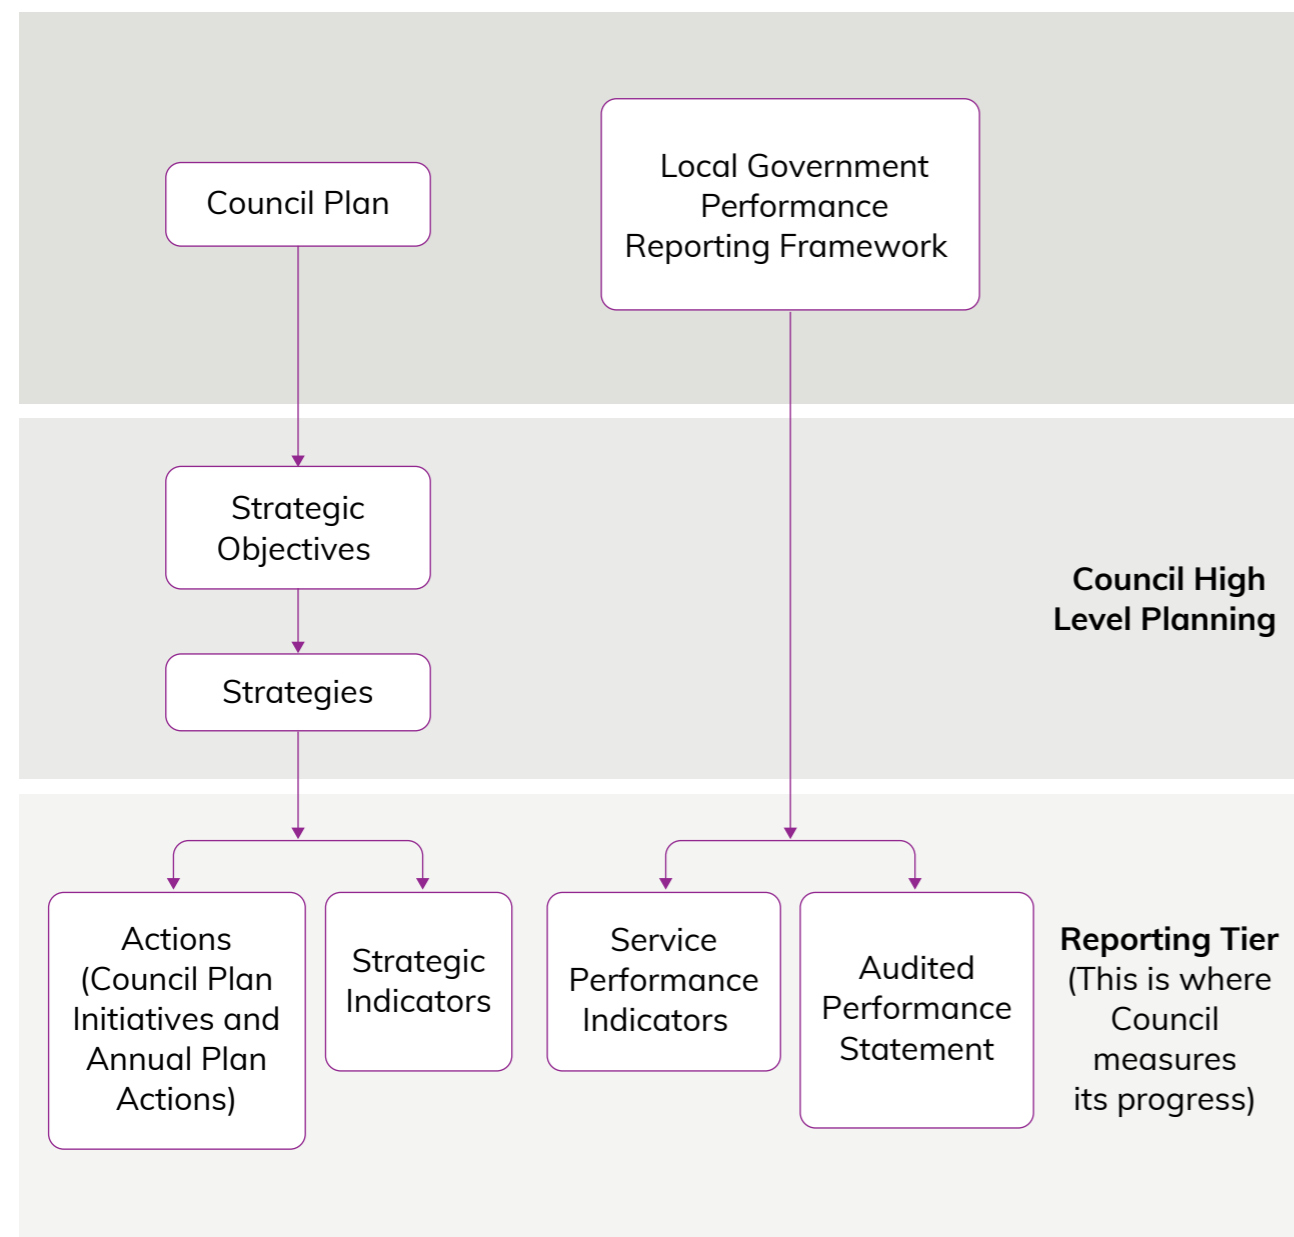 Council Plan
Local Government
Performance
Reporting Framework
Strategic
Objectives
Council High
Level Planning
Strategies
Actions
(Council Plan
Initiatives and
Annual Plan
Actions)
Strategic
Indicators
Service
Performance
Indicators
Audited
Performance
Statement
Reporting Tier
(This is where
Council
measures
its progress)